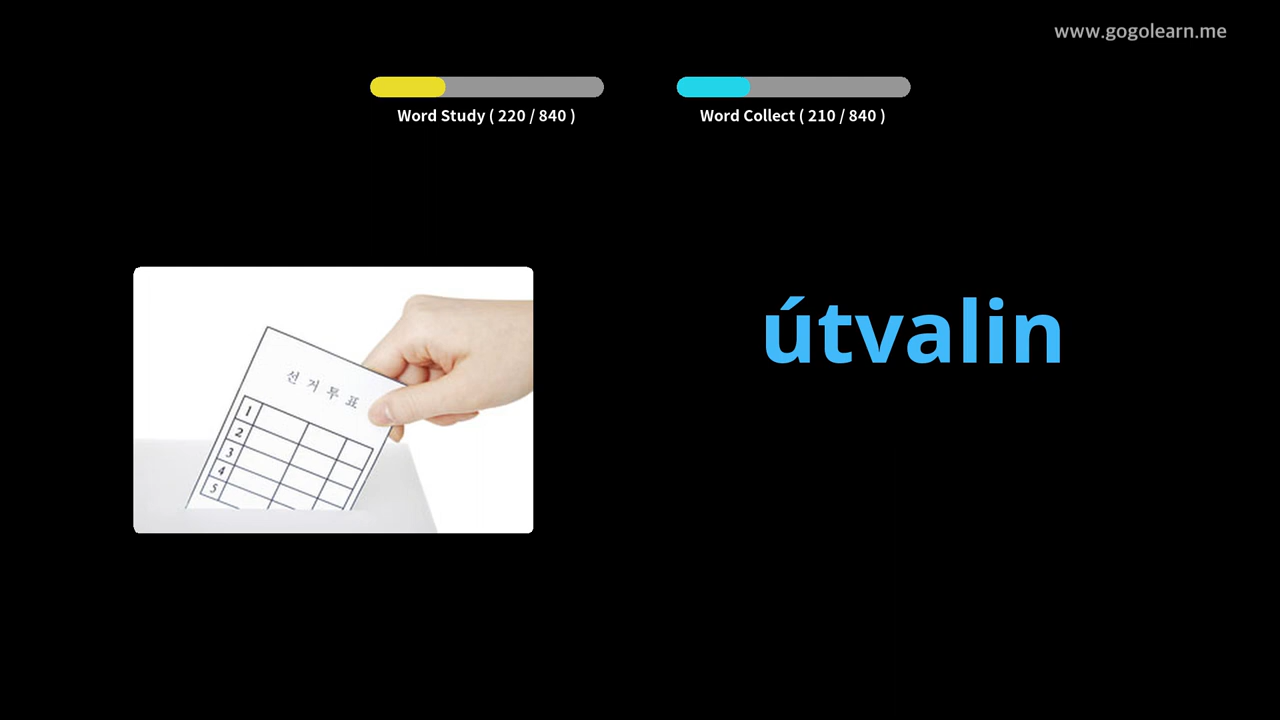 www.gogolearn.me
Word Study ( 220 / 840 )
Word Collect ( 210 / 840 )
útvalin
선거투표
1
2
3
4
5